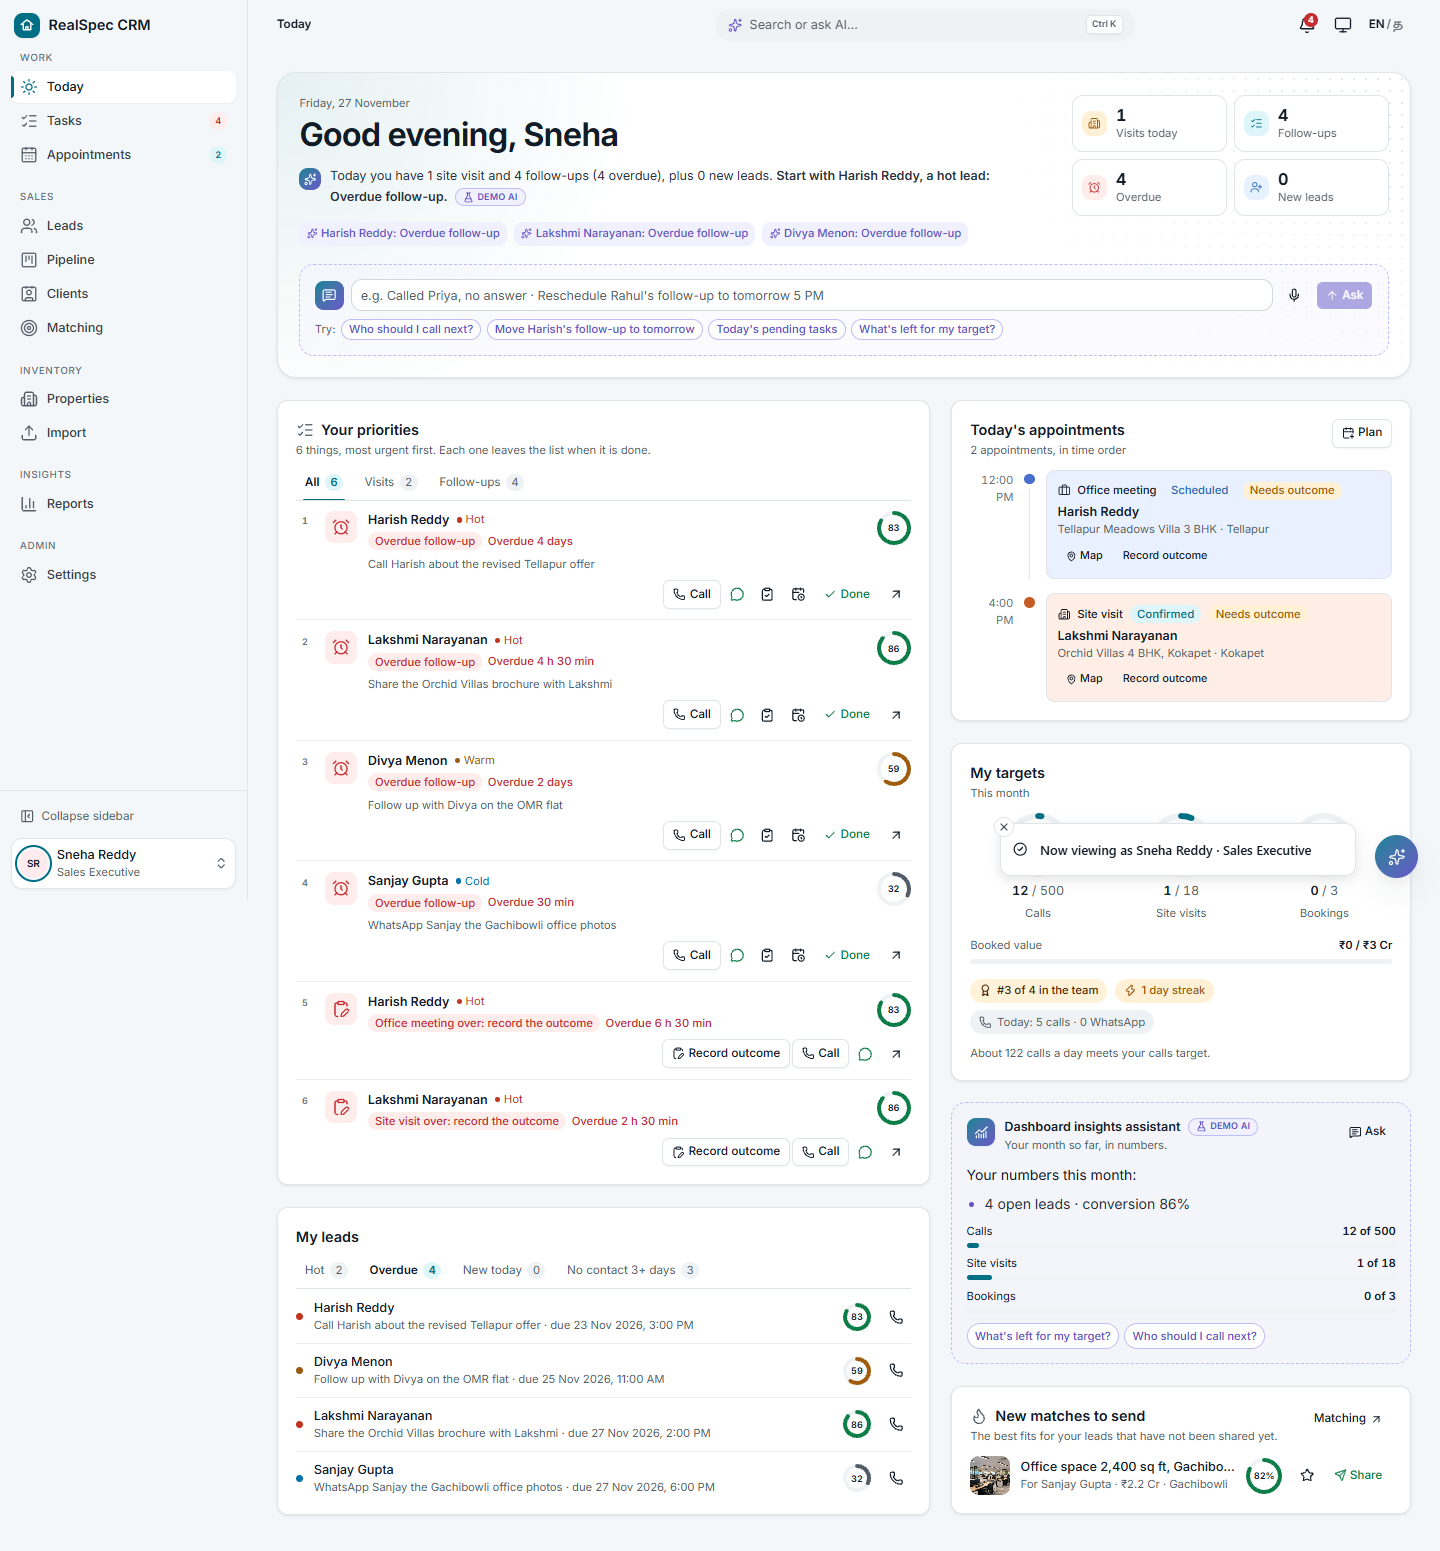 RealSpec CRM
WORK
Today
Tasks 4
Appointments 2
SALES
Leads
Pipeline
Clients
Matching
INVENTORY
Properties
Import
INSIGHTS
Reports
ADMIN
Settings
Collapse sidebar
SR
Sneha Reddy
Sales Executive
Today
Search or ask AI...
Ctrl K
4
EN / த
Friday, 27 November
Good evening, Sneha
Today you have 1 site visit and 4 follow-ups (4 overdue), plus 0 new leads. Start with Harish Reddy, a hot lead:
Overdue follow-up. DEMO AI
Harish Reddy: Overdue follow-up
Lakshmi Narayanan: Overdue follow-up
Divya Menon: Overdue follow-up
1
Visits today
4
Follow-ups
4
Overdue
0
New leads
e.g. Called Priya, no answer · Reschedule Rahul's follow-up to tomorrow 5 PM
Ask
Try: Who should I call next? Move Harish's follow-up to tomorrow Today's pending tasks What's left for my target?
Your priorities
6 things, most urgent first. Each one leaves the list when it is done.
All 6 Visits 2 Follow-ups 4
1 Harish Reddy Hot 83
Overdue follow-up Overdue 4 days
Call Harish about the revised Tellapur offer
Call Done
2 Lakshmi Narayanan Hot 86
Overdue follow-up Overdue 4 h 30 min
Share the Orchid Villas brochure with Lakshmi
Call Done
3 Divya Menon Warm 59
Overdue follow-up Overdue 2 days
Follow up with Divya on the OMR flat
Call Done
4 Sanjay Gupta Cold 32
Overdue follow-up Overdue 30 min
WhatsApp Sanjay the Gachibowli office photos
Call Done
5 Harish Reddy Hot 83
Office meeting over: record the outcome Overdue 6 h 30 min
Record outcome Call
6 Lakshmi Narayanan Hot 86
Site visit over: record the outcome Overdue 2 h 30 min
Record outcome Call
My leads
Hot 2 Overdue 4 New today 0 No contact 3+ days 3
Harish Reddy
Call Harish about the revised Tellapur offer · due 23 Nov 2026, 3:00 PM
83
Divya Menon
Follow up with Divya on the OMR flat · due 25 Nov 2026, 11:00 AM
59
Lakshmi Narayanan
Share the Orchid Villas brochure with Lakshmi · due 27 Nov 2026, 2:00 PM
86
Sanjay Gupta
WhatsApp Sanjay the Gachibowli office photos · due 27 Nov 2026, 6:00 PM
32
Today's appointments
Plan
2 appointments, in time order
12:00
PM
Office meeting Scheduled Needs outcome
Harish Reddy
Tellapur Meadows Villa 3 BHK · Tellapur
Map Record outcome
4:00
PM
Site visit Confirmed Needs outcome
Lakshmi Narayanan
Orchid Villas 4 BHK, Kokapet · Kokapet
Map Record outcome
My targets
This month
Now viewing as Sneha Reddy · Sales Executive
12 / 500
Calls
1 / 18
Site visits
0 / 3
Bookings
Booked value ₹0 / ₹3 Cr
#3 of 4 in the team
1 day streak
Today: 5 calls · 0 WhatsApp
About 122 calls a day meets your calls target.
Dashboard insights assistant DEMO AI
Ask
Your month so far, in numbers.
Your numbers this month:
• 4 open leads · conversion 86%
Calls 12 of 500
Site visits 1 of 18
Bookings 0 of 3
What's left for my target? Who should I call next?
New matches to send
Matching
The best fits for your leads that have not been shared yet.
Office space 2,400 sq ft, Gachibo...
For Sanjay Gupta · ₹2.2 Cr · Gachibowli
82%
Share